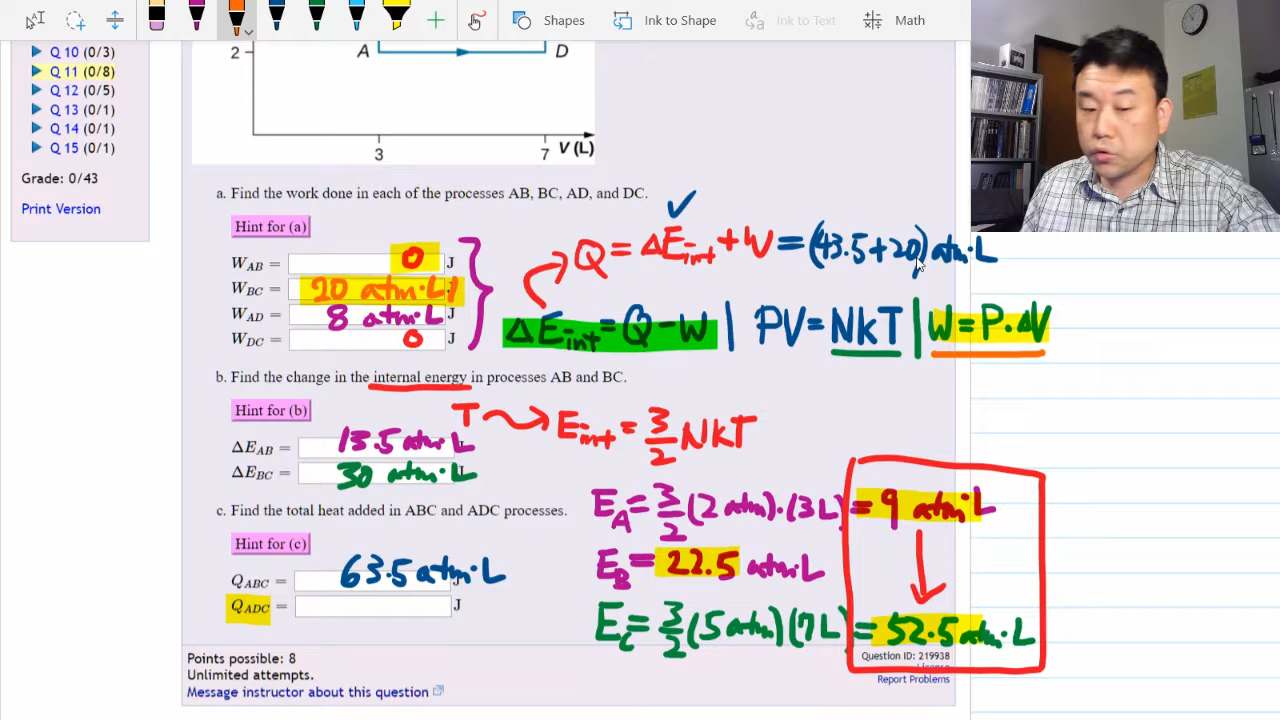 Shapes
Ink to Shape
Ink to Text
Math
Q 10 (0/3)
Q 11 (0/8)
Q 12 (0/5)
Q 13 (0/1)
Q 14 (0/1)
Q 15 (0/1)
Grade: 0/43
Print Version
2
A
D
3
7
V (L)
a. Find the work done in each of the processes AB, BC, AD, and DC.
Hint for (a)
Q = ΔE_int + W = (43.5 + 20) atm·L
W_AB = 0 J
W_BC = 20 atm·L J
W_AD = 8 atm·L J
W_DC = 0 J
ΔE_int = Q − W | PV = NkT | W = P·ΔV
b. Find the change in the internal energy in processes AB and BC.
Hint for (b)
T → E_int = 3/2 NkT
ΔE_AB = 13.5 atm·L J
ΔE_BC = 30 atm·L J
c. Find the total heat added in ABC and ADC processes.
Hint for (c)
E_A = 3/2 (2 atm)·(3 L) = 9 atm·L
E_B = 22.5 atm·L
E_C = 3/2 (5 atm)(7 L) = 52.5 atm·L
Q_ABC = 63.5 atm·L J
Q_ADC = J
Points possible: 8
Unlimited attempts.
Message instructor about this question
Question ID: 219938
License
Report Problems